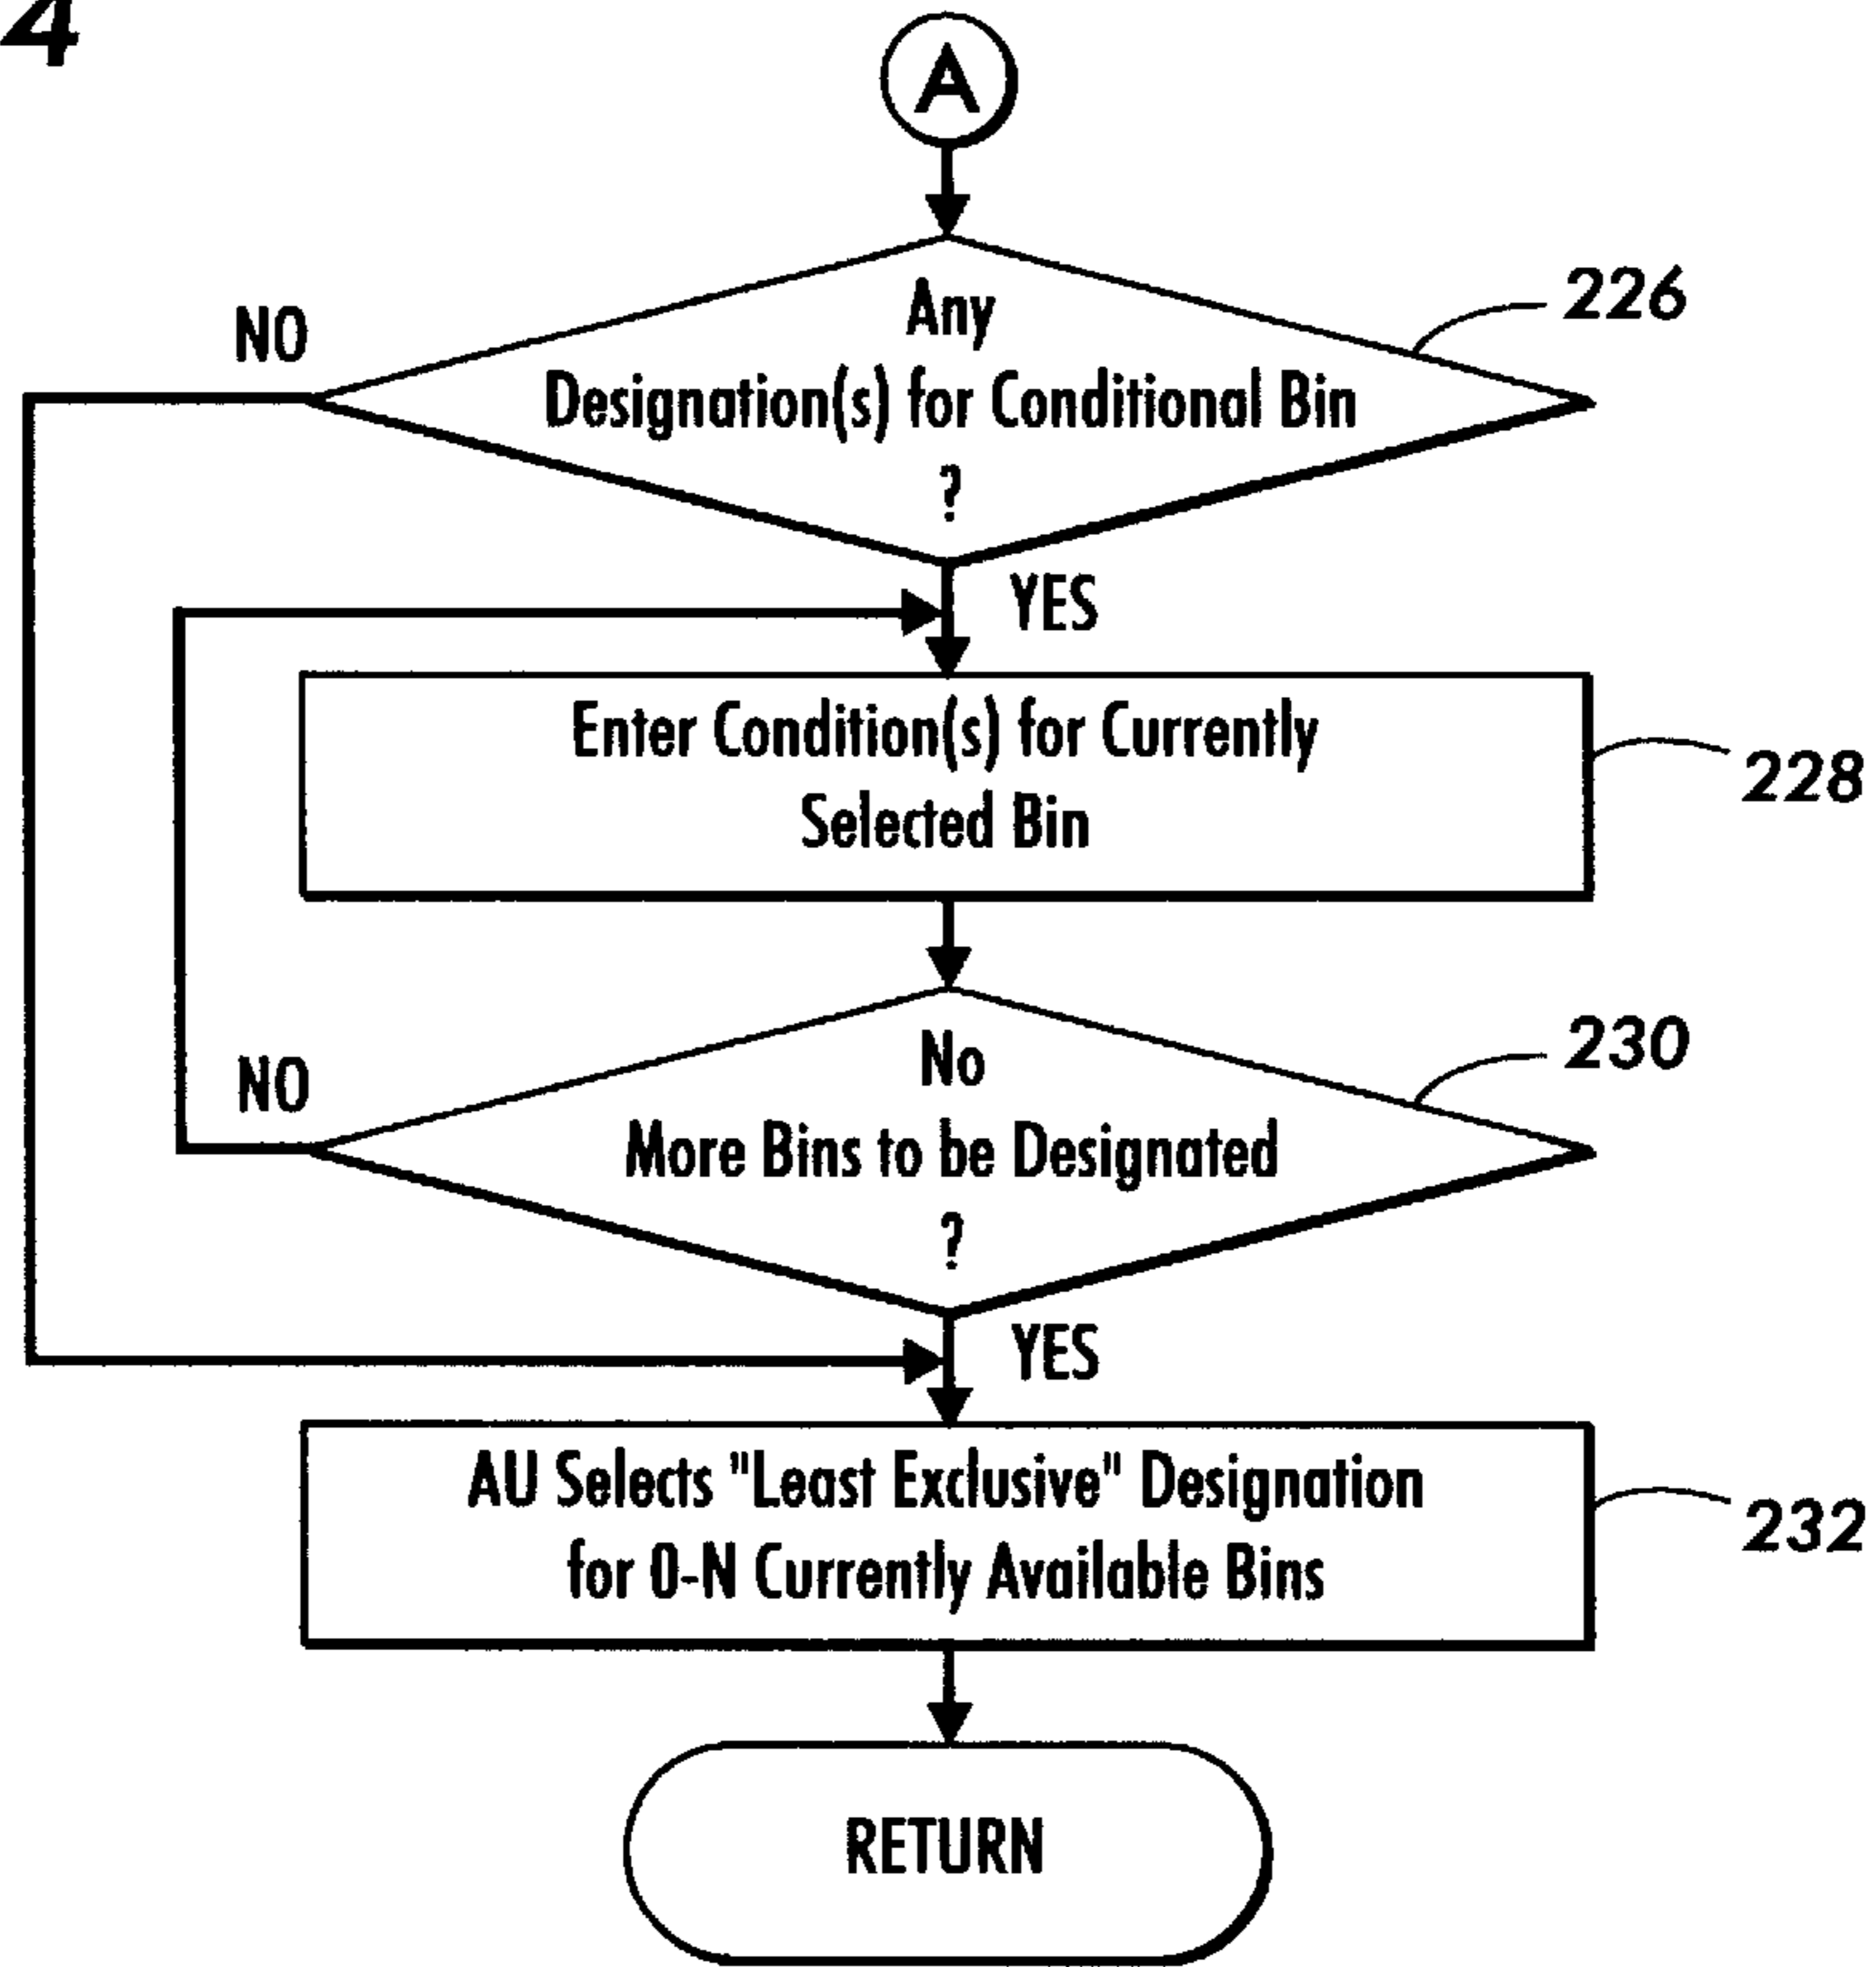 4
A
Any
Designation(s) for Conditional Bin
?
NO
226
YES
Enter Condition(s) for Currently
Selected Bin
228
No
More Bins to be Designated
?
NO
230
YES
AU Selects "Least Exclusive" Designation
for 0-N Currently Available Bins
232
RETURN